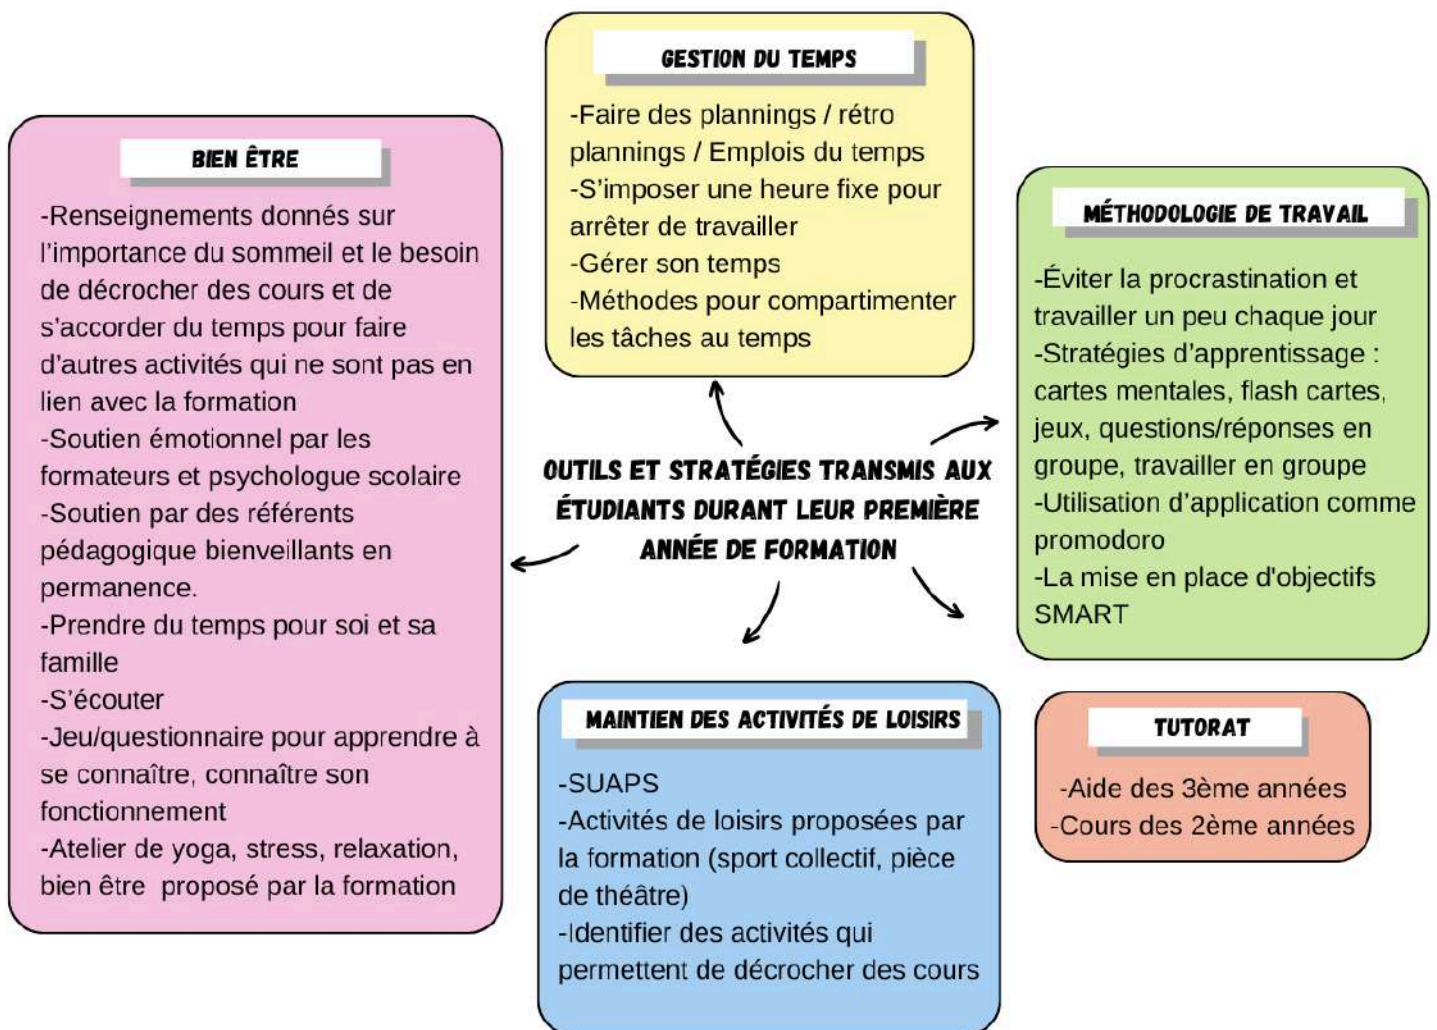 GESTION DU TEMPS
-Faire des plannings / rétro
plannings / Emplois du temps
-S'imposer une heure fixe pour
arrêter de travailler
-Gérer son temps
-Méthodes pour compartimenter
les tâches au temps
BIEN ÊTRE
-Renseignements donnés sur
l'importance du sommeil et le besoin
de décrocher des cours et de
s'accorder du temps pour faire
d'autres activités qui ne sont pas en
lien avec la formation
-Soutien émotionnel par les
formateurs et psychologue scolaire
-Soutien par des référents
pédagogique bienveillants en
permanence.
-Prendre du temps pour soi et sa
famille
-S'écouter
-Jeu/questionnaire pour apprendre à
se connaître, connaître son
fonctionnement
-Atelier de yoga, stress, relaxation,
bien être proposé par la formation
OUTILS ET STRATÉGIES TRANSMIS AUX
ÉTUDIANTS DURANT LEUR PREMIÈRE
ANNÉE DE FORMATION
MÉTHODOLOGIE DE TRAVAIL
-Éviter la procrastination et
travailler un peu chaque jour
-Stratégies d'apprentissage :
cartes mentales, flash cartes,
jeux, questions/réponses en
groupe, travailler en groupe
-Utilisation d'application comme
promodoro
-La mise en place d'objectifs
SMART
MAINTIEN DES ACTIVITÉS DE LOISIRS
-SUAPS
-Activités de loisirs proposées par
la formation (sport collectif, pièce
de théâtre)
-Identifier des activités qui
permettent de décrocher des cours
TUTORAT
-Aide des 3ème années
-Cours des 2ème années